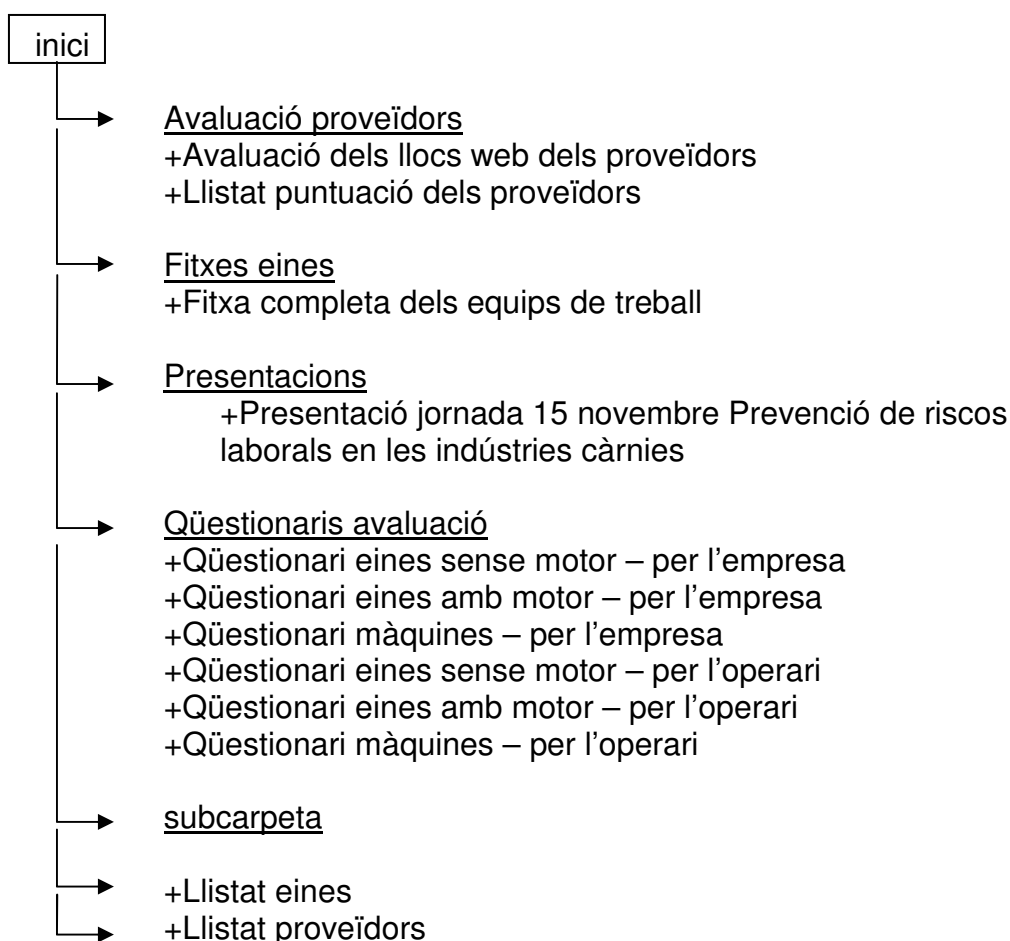 inici
Avaluació proveïdors
+Avaluació dels llocs web dels proveïdors
+Llistat puntuació dels proveïdors
Fitxes eines
+Fitxa completa dels equips de treball
Presentacions
+Presentació jornada 15 novembre Prevenció de riscos
laborals en les indústries càrnies
Qüestionaris avaluació
+Qüestionari eines sense motor – per l’empresa
+Qüestionari eines amb motor – per l’empresa
+Qüestionari màquines – per l’empresa
+Qüestionari eines sense motor – per l’operari
+Qüestionari eines amb motor – per l’operari
+Qüestionari màquines – per l’operari
subcarpeta
+Llistat eines
+Llistat proveïdors